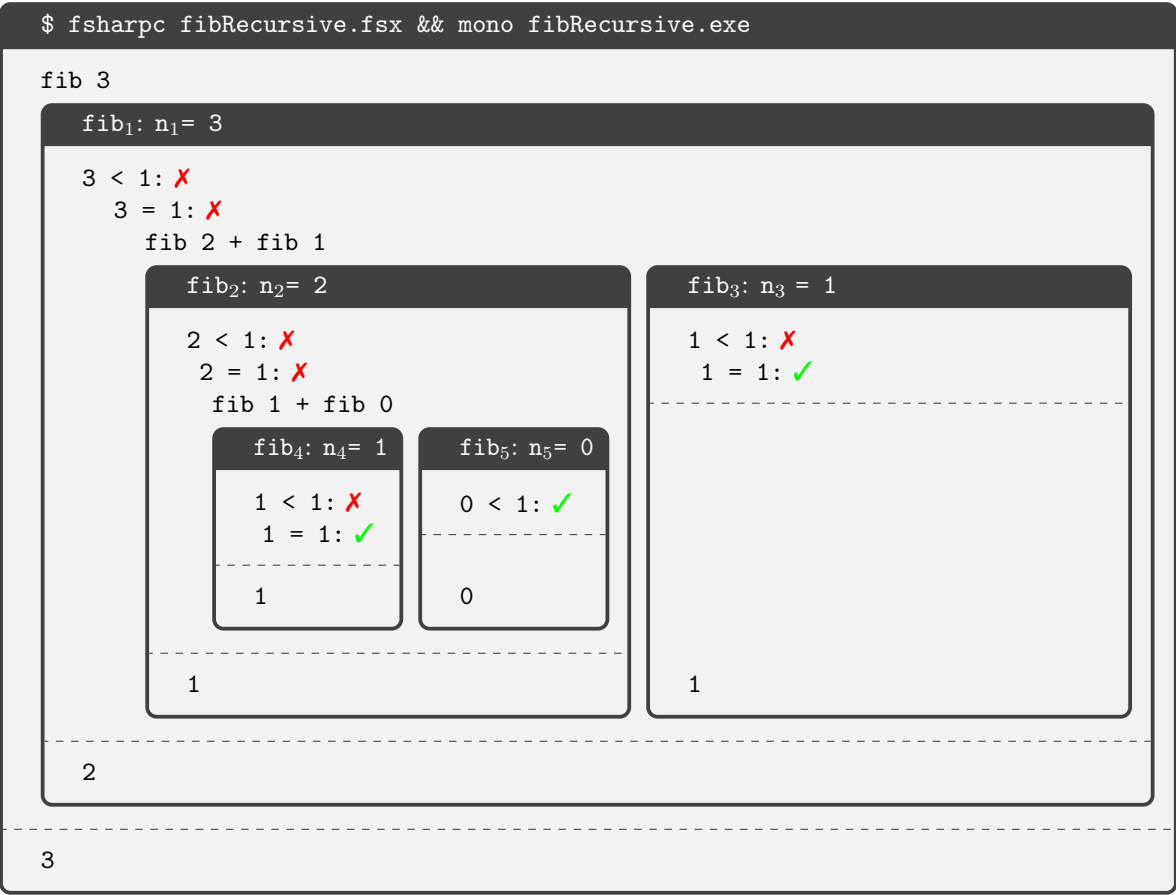 $ fsharpc fibRecursive.fsx && mono fibRecursive.exe
fib 3
fib₁: n₁= 3
3 < 1: ✗
3 = 1: ✗
fib 2 + fib 1
fib₂: n₂= 2
2 < 1: ✗
2 = 1: ✗
fib 1 + fib 0
fib₄: n₄= 1
1 < 1: ✗
1 = 1: ✓
1
fib₅: n₅= 0
0 < 1: ✓
0
1
fib₃: n₃ = 1
1 < 1: ✗
1 = 1: ✓
1
2
3